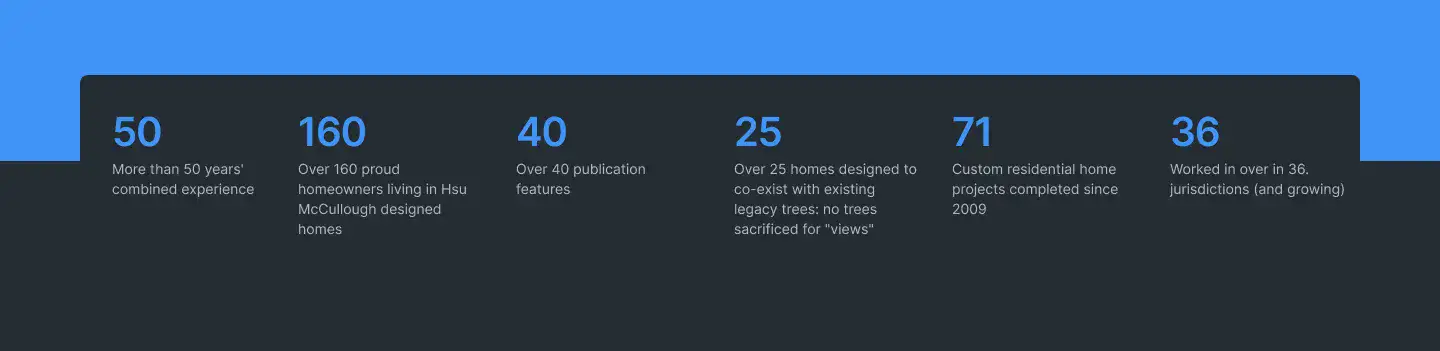 50
More than 50 years'
combined experience
160
Over 160 proud
homeowners living in Hsu
McCullough designed
homes
40
Over 40 publication
features
25
Over 25 homes designed to
co-exist with existing
legacy trees: no trees
sacrificed for "views"
71
Custom residential home
projects completed since
2009
36
Worked in over in 36.
jurisdictions (and growing)